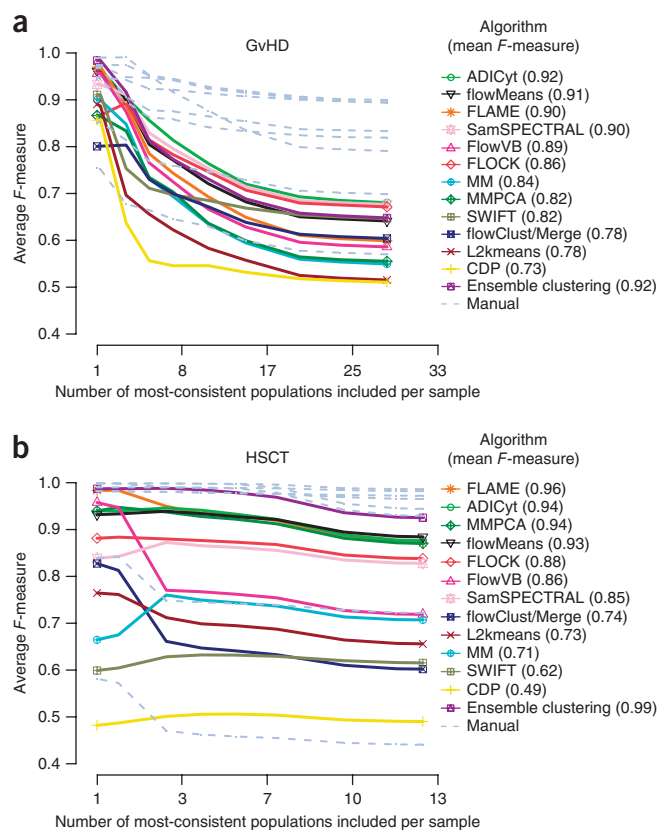 a
GvHD
Algorithm
(mean F-measure)
1.0
0.9
0.8
0.7
0.6
0.5
0.4
Average F-measure
1
8
17
25
33
Number of most-consistent populations included per sample
ADICyt (0.92)
flowMeans (0.91)
FLAME (0.90)
SamSPECTRAL (0.90)
FlowVB (0.89)
FLOCK (0.86)
MM (0.84)
MMPCA (0.82)
SWIFT (0.82)
flowClust/Merge (0.78)
L2kmeans (0.78)
CDP (0.73)
Ensemble clustering (0.92)
Manual
b
HSCT
Algorithm
(mean F-measure)
1.0
0.9
0.8
0.7
0.6
0.5
0.4
Average F-measure
1
3
7
10
13
Number of most-consistent populations included per sample
FLAME (0.96)
ADICyt (0.94)
MMPCA (0.94)
flowMeans (0.93)
FLOCK (0.88)
FlowVB (0.86)
SamSPECTRAL (0.85)
flowClust/Merge (0.74)
L2kmeans (0.73)
MM (0.71)
SWIFT (0.62)
CDP (0.49)
Ensemble clustering (0.99)
Manual